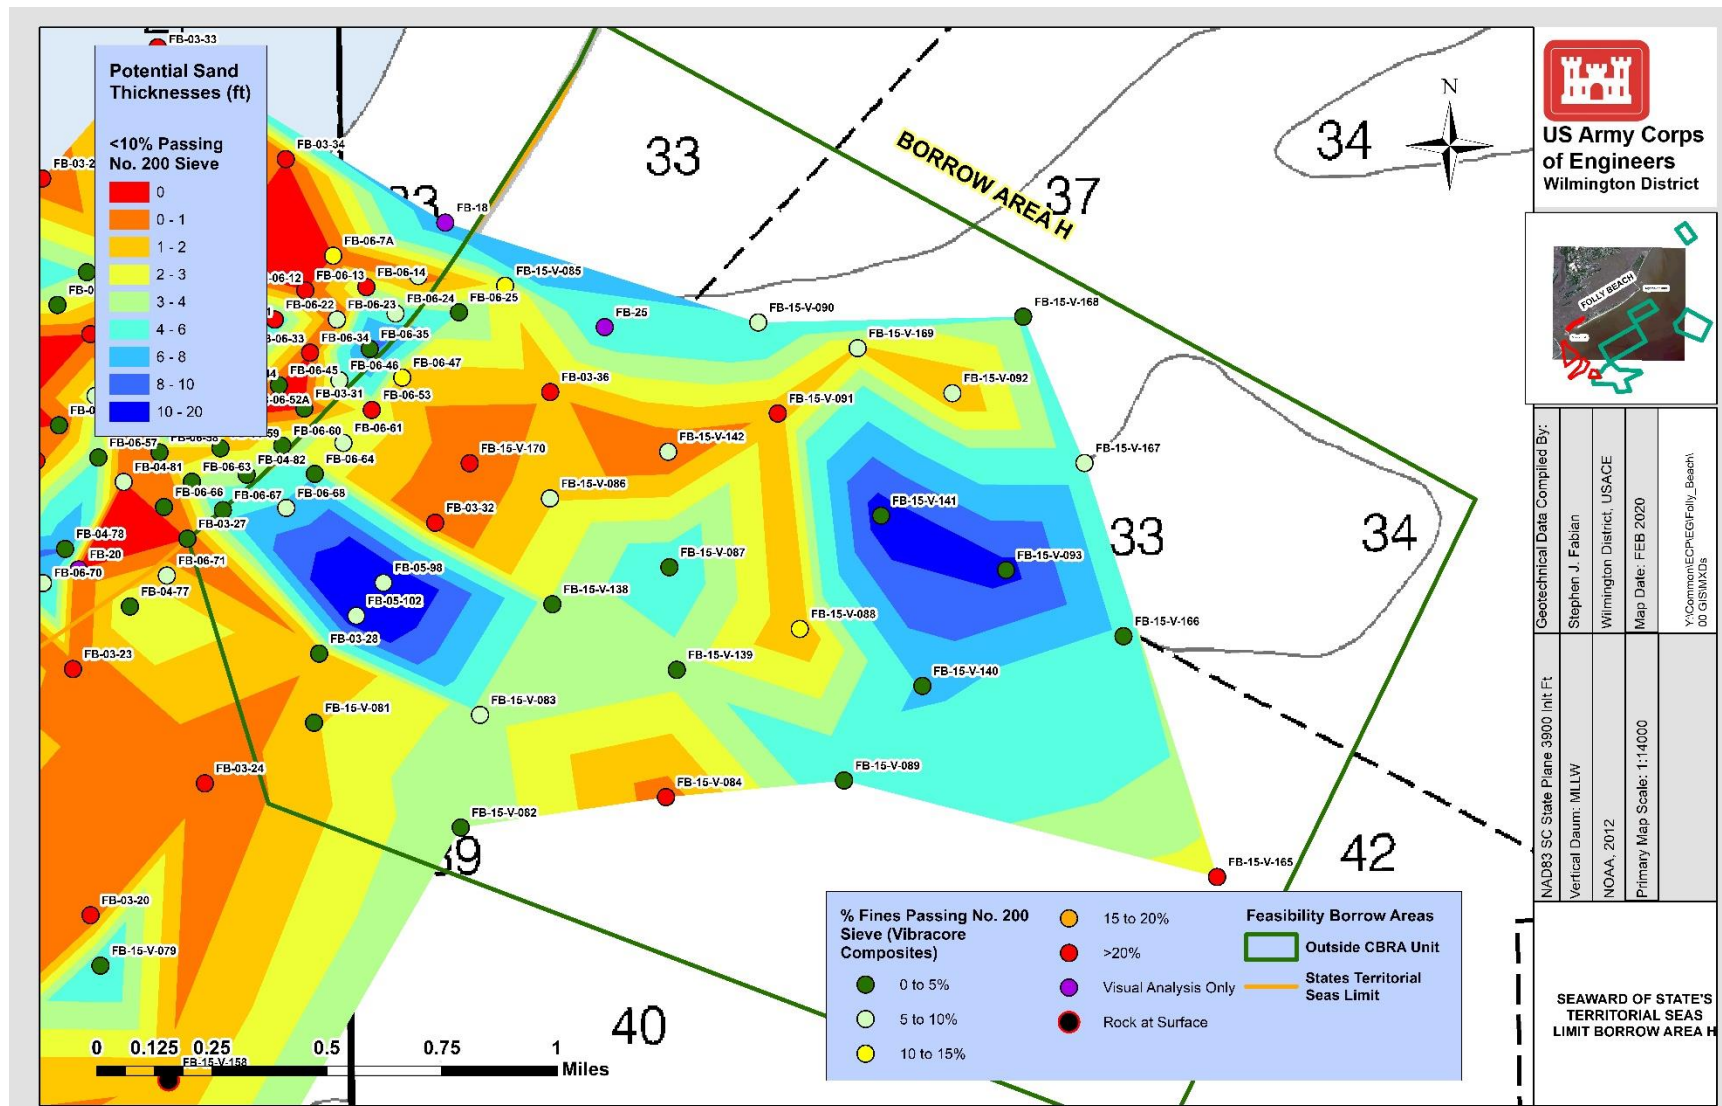 FB-03-33
Potential Sand
Thicknesses (ft)
<10% Passing
No. 200 Sieve
0
0 - 1
1 - 2
2 - 3
3 - 4
4 - 6
6 - 8
8 - 10
10 - 20
FB-03-34
FB-18
FB-06-7A
FB-06-13
FB-06-14
FB-15-V-085
FB-06-22
FB-06-23
FB-06-24
FB-06-25
FB-25
FB-15-V-090
FB-15-V-168
FB-06-34
FB-06-35
FB-15-V-169
FB-06-45
FB-06-46
FB-06-47
FB-03-36
FB-15-V-092
FB-03-31
FB-06-53
FB-15-V-091
FB-06-57
FB-06-60
FB-06-61
FB-15-V-142
FB-15-V-170
FB-15-V-167
FB-04-81
FB-06-63
FB-04-82
FB-06-64
FB-15-V-086
FB-06-66
FB-06-67
FB-06-68
FB-15-V-141
FB-03-27
FB-03-32
FB-04-78
FB-20
FB-06-70
FB-06-71
FB-15-V-087
FB-15-V-093
FB-04-77
FB-05-98
FB-15-V-138
FB-05-102
FB-15-V-088
FB-15-V-166
FB-03-28
FB-03-23
FB-15-V-139
FB-15-V-140
FB-15-V-083
FB-15-V-081
FB-03-24
FB-15-V-084
FB-15-V-089
FB-15-V-082
FB-15-V-165
FB-03-20
FB-15-V-079
FB-15-V-158
BORROW AREA H
33
34
37
33
34
42
40
N
0 0.125 0.25 0.5 0.75 1
Miles
% Fines Passing No. 200
Sieve (Vibracore
Composites)
0 to 5%
5 to 10%
10 to 15%
15 to 20%
>20%
Visual Analysis Only
Rock at Surface
Feasibility Borrow Areas
Outside CBRA Unit
States Territorial
Seas Limit
US Army Corps
of Engineers
Wilmington District
FOLLY BEACH
Geotechnical Data Compiled By:
Stephen J. Fabian
Wilmington District, USACE
Map Date: FEB 2020
Y:\Common\ECP\EG\Folly_Beach\
00 GISMXDs
NAD83 SC State Plane 3900 Intl Ft
Vertical Daum: MLLW
NOAA, 2012
Primary Map Scale: 1:14000
SEAWARD OF STATE'S
TERRITORIAL SEAS
LIMIT BORROW AREA H